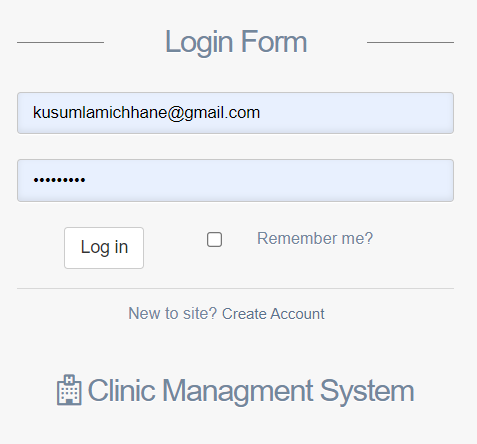 Login Form
kusumlamichhane@gmail.com
•••••••••
Log in
Remember me?
New to site? Create Account
Clinic Managment System